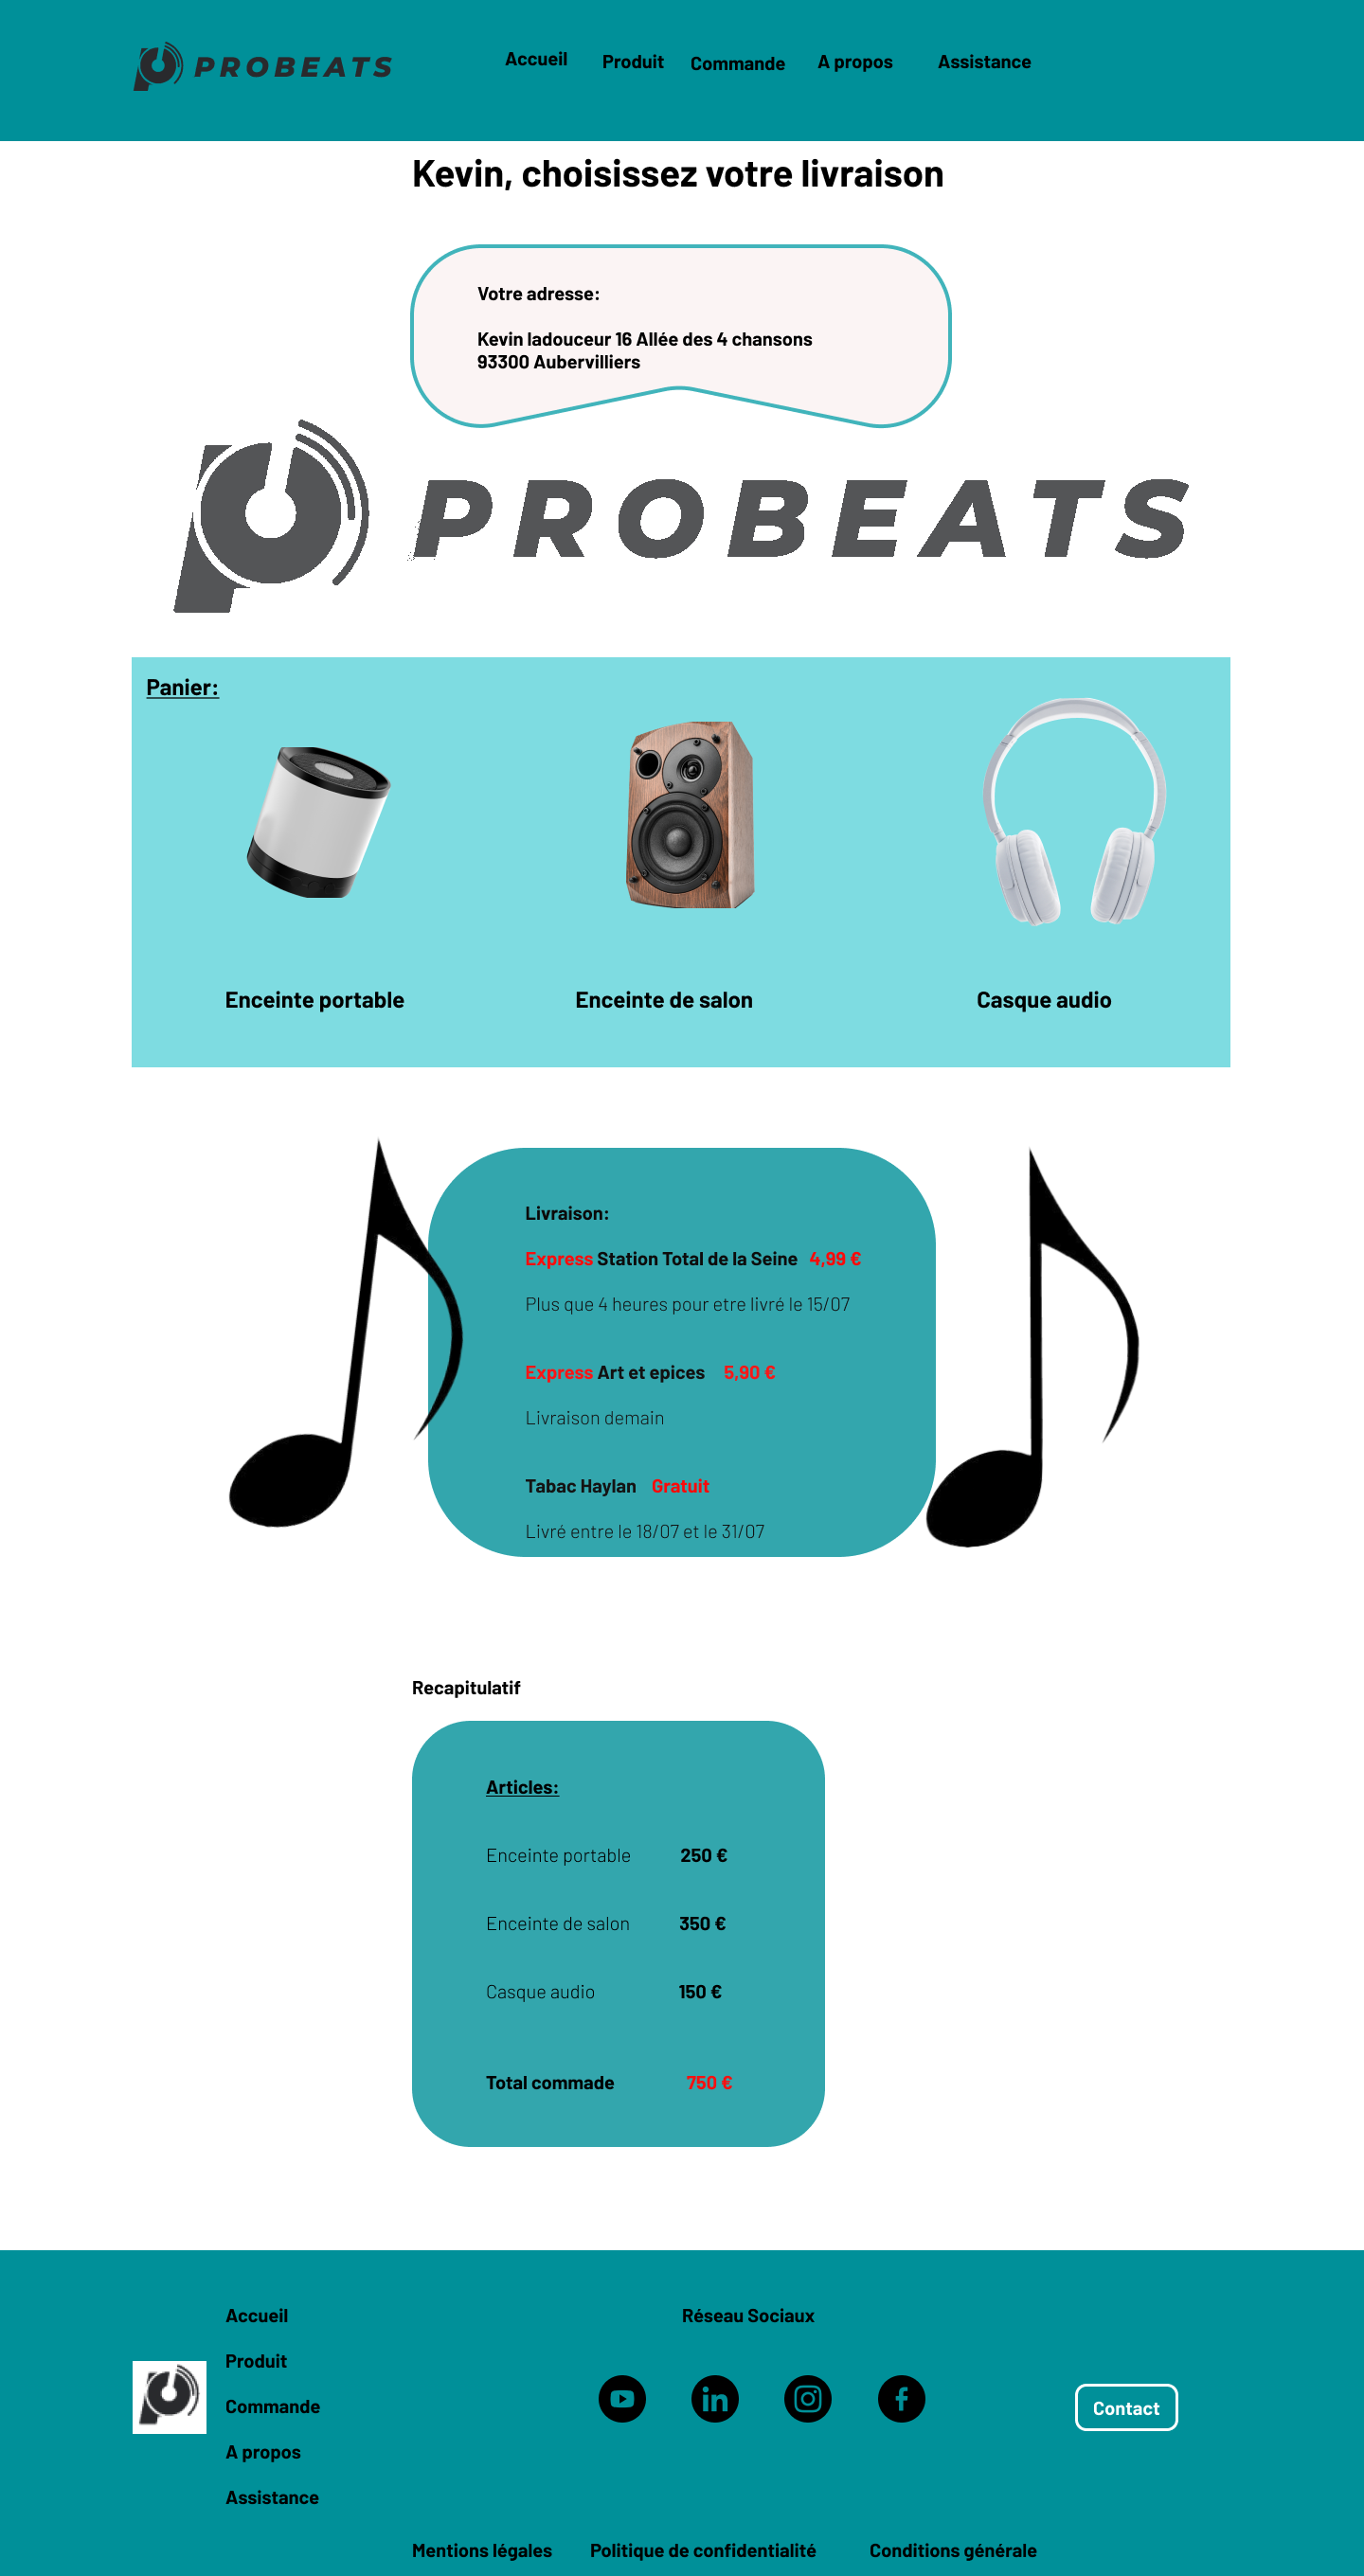 PROBEATS
Accueil Produit Commande A propos Assistance
Kevin, choisissez votre livraison
Votre adresse:
Kevin ladouceur 16 Allée des 4 chansons
93300 Aubervilliers
PROBEATS
Panier:
Enceinte portable Enceinte de salon Casque audio
Livraison:
Express Station Total de la Seine 4,99 €
Plus que 4 heures pour etre livré le 15/07
Express Art et epices 5,90 €
Livraison demain
Tabac Haylan Gratuit
Livré entre le 18/07 et le 31/07
Recapitulatif
Articles:
Enceinte portable 250 €
Enceinte de salon 350 €
Casque audio 150 €
Total commade 750 €
Accueil
Produit
Commande
A propos
Assistance
Réseau Sociaux
Contact
Mentions légales Politique de confidentialité Conditions générale